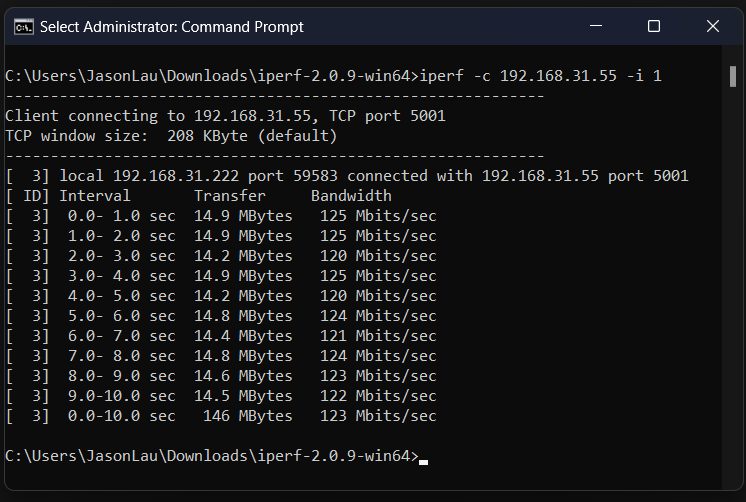 Select Administrator: Command Prompt
C:\Users\JasonLau\Downloads\iperf-2.0.9-win64>iperf -c 192.168.31.55 -i 1
------------------------------------------------------------
Client connecting to 192.168.31.55, TCP port 5001
TCP window size:  208 KByte (default)
------------------------------------------------------------
[  3] local 192.168.31.222 port 59583 connected with 192.168.31.55 port 5001
[ ID] Interval       Transfer     Bandwidth
[  3]  0.0- 1.0 sec  14.9 MBytes   125 Mbits/sec
[  3]  1.0- 2.0 sec  14.9 MBytes   125 Mbits/sec
[  3]  2.0- 3.0 sec  14.2 MBytes   120 Mbits/sec
[  3]  3.0- 4.0 sec  14.9 MBytes   125 Mbits/sec
[  3]  4.0- 5.0 sec  14.2 MBytes   120 Mbits/sec
[  3]  5.0- 6.0 sec  14.8 MBytes   124 Mbits/sec
[  3]  6.0- 7.0 sec  14.4 MBytes   121 Mbits/sec
[  3]  7.0- 8.0 sec  14.8 MBytes   124 Mbits/sec
[  3]  8.0- 9.0 sec  14.6 MBytes   123 Mbits/sec
[  3]  9.0-10.0 sec  14.5 MBytes   122 Mbits/sec
[  3]  0.0-10.0 sec   146 MBytes   123 Mbits/sec
C:\Users\JasonLau\Downloads\iperf-2.0.9-win64>